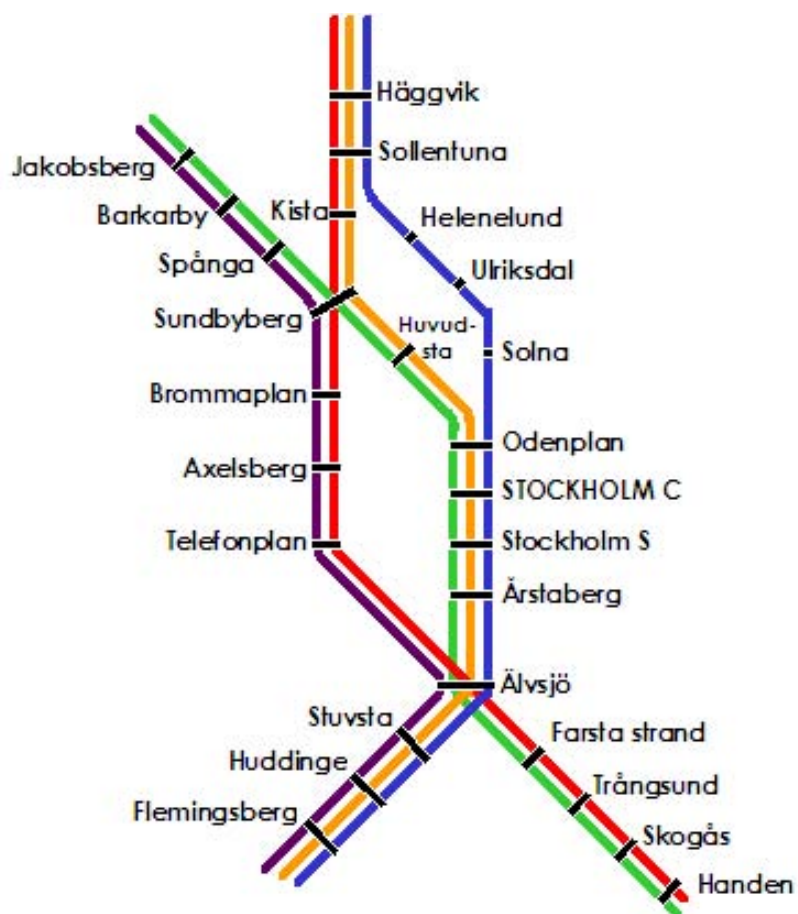 Häggvik
Sollentuna
Jakobsberg
Kista
Barkarby
Helenelund
Spånga
Ulriksdal
Sundbyberg
Huvud-
sta
Solna
Brommaplan
Odenplan
Axelsberg
STOCKHOLM C
Telefonplan
Stockholm S
Årstaberg
Älvsjö
Stuvsta
Farsta strand
Huddinge
Trångsund
Flemingsberg
Skogås
Handen